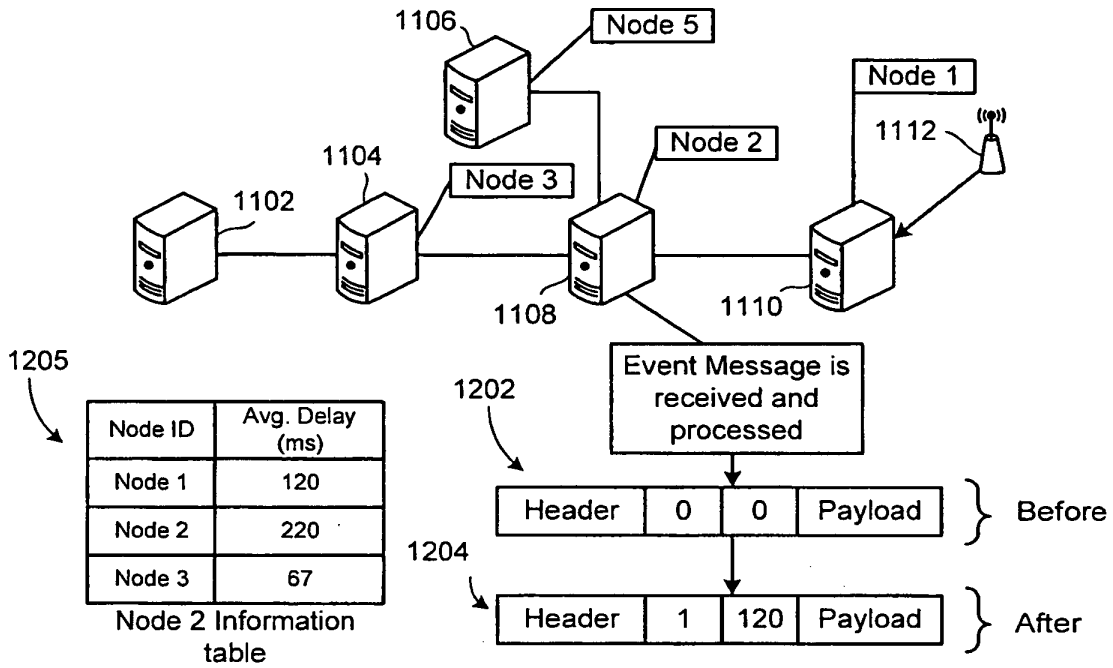 1106
Node 5
Node 1
1112
1104
Node 3
Node 2
1102
1108
1110
Event Message is
received and
processed
1205
1202
Node ID Avg. Delay (ms)
Node 1 120
Node 2 220
Node 3 67
Node 2 Information
table
Header 0 0 Payload Before
1204
Header 1 120 Payload After